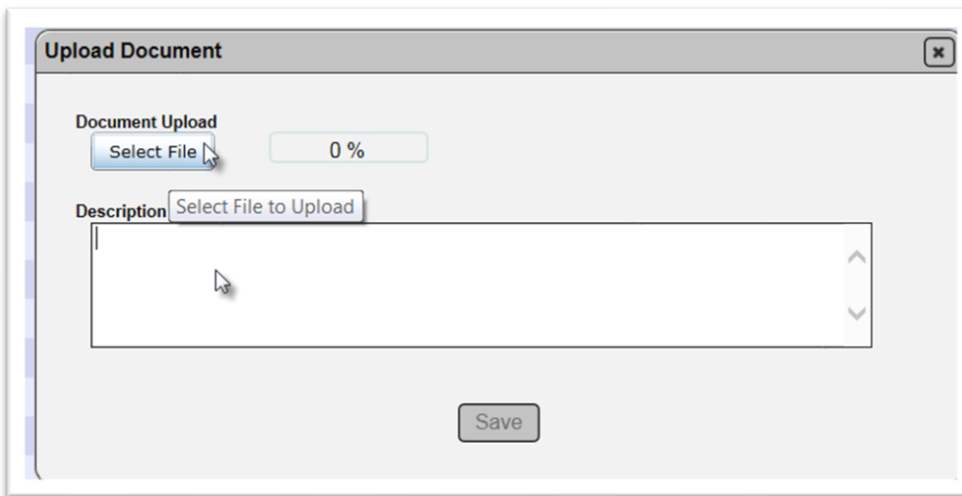 Upload Document
Document Upload
Select File
0 %
Description
Select File to Upload
Save